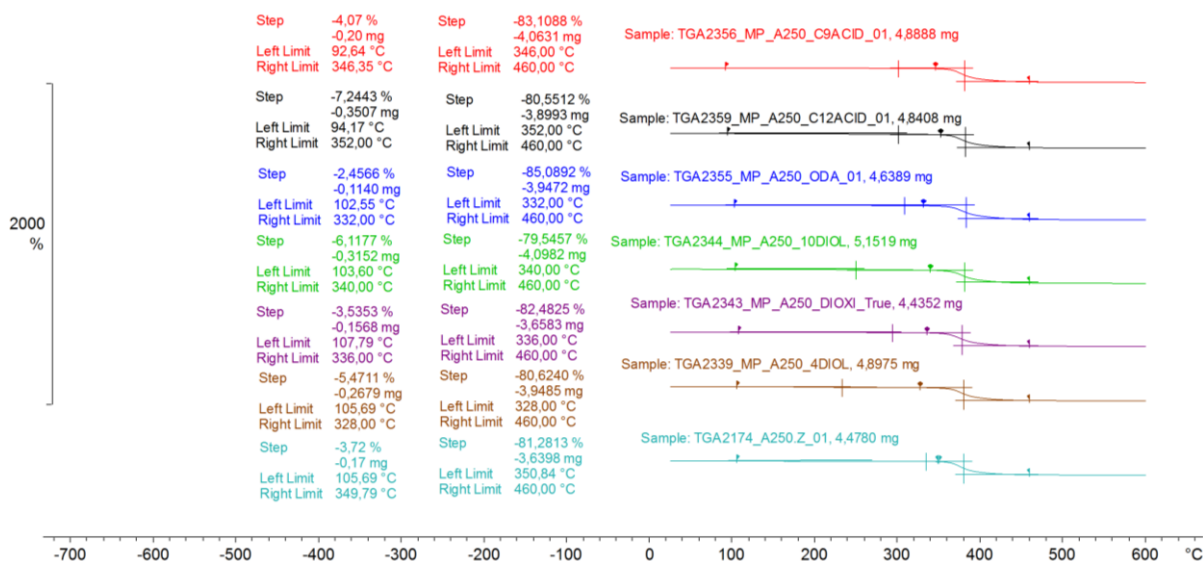 Step -4,07 % Step -83,1088 %
-0,20 mg -4,0631 mg
Left Limit 92,64 °C Left Limit 346,00 °C
Right Limit 346,35 °C Right Limit 460,00 °C
Sample: TGA2356_MP_A250_C9ACID_01, 4,8888 mg
Step -7,2443 % Step -80,5512 %
-0,3507 mg -3,8993 mg
Left Limit 94,17 °C Left Limit 352,00 °C
Right Limit 352,00 °C Right Limit 460,00 °C
Sample: TGA2359_MP_A250_C12ACID_01, 4,8408 mg
Step -2,4566 % Step -85,0892 %
-0,1140 mg -3,9472 mg
Left Limit 102,55 °C Left Limit 332,00 °C
Right Limit 332,00 °C Right Limit 460,00 °C
Sample: TGA2355_MP_A250_ODA_01, 4,6389 mg
2000
%
Step -6,1177 % Step -79,5457 %
-0,3152 mg -4,0982 mg
Left Limit 103,60 °C Left Limit 340,00 °C
Right Limit 340,00 °C Right Limit 460,00 °C
Sample: TGA2344_MP_A250_10DIOL, 5,1519 mg
Step -3,5353 % Step -82,4825 %
-0,1568 mg -3,6583 mg
Left Limit 107,79 °C Left Limit 336,00 °C
Right Limit 336,00 °C Right Limit 460,00 °C
Sample: TGA2343_MP_A250_DIOXI_True, 4,4352 mg
Step -5,4711 % Step -80,6240 %
-0,2679 mg -3,9485 mg
Left Limit 105,69 °C Left Limit 328,00 °C
Right Limit 328,00 °C Right Limit 460,00 °C
Sample: TGA2339_MP_A250_4DIOL, 4,8975 mg
Step -3,72 % Step -81,2813 %
-0,17 mg -3,6398 mg
Left Limit 105,69 °C Left Limit 350,84 °C
Right Limit 349,79 °C Right Limit 460,00 °C
Sample: TGA2174_A250.Z_01, 4,4780 mg
-700 -600 -500 -400 -300 -200 -100 0 100 200 300 400 500 600 °C